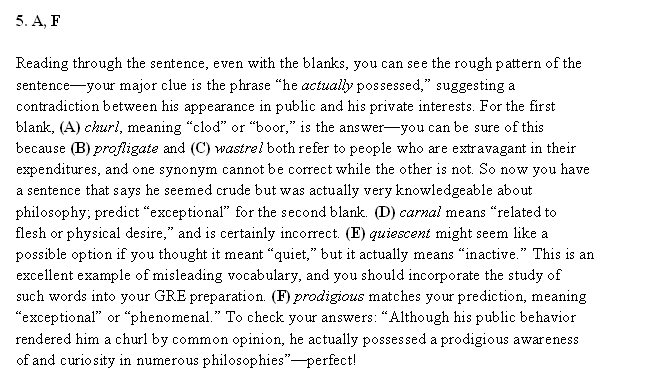 5. A, F
Reading through the sentence, even with the blanks, you can see the rough pattern of the
sentence—your major clue is the phrase “he actually possessed,” suggesting a
contradiction between his appearance in public and his private interests. For the first
blank, (A) churl, meaning “clod” or “boor,” is the answer—you can be sure of this
because (B) profligate and (C) wastrel both refer to people who are extravagant in their
expenditures, and one synonym cannot be correct while the other is not. So now you have
a sentence that says he seemed crude but was actually very knowledgeable about
philosophy; predict “exceptional” for the second blank. (D) carnal means “related to
flesh or physical desire,” and is certainly incorrect. (E) quiescent might seem like a
possible option if you thought it meant “quiet,” but it actually means “inactive.” This is an
excellent example of misleading vocabulary, and you should incorporate the study of
such words into your GRE preparation. (F) prodigious matches your prediction, meaning
“exceptional” or “phenomenal.” To check your answers: “Although his public behavior
rendered him a churl by common opinion, he actually possessed a prodigious awareness
of and curiosity in numerous philosophies”—perfect!